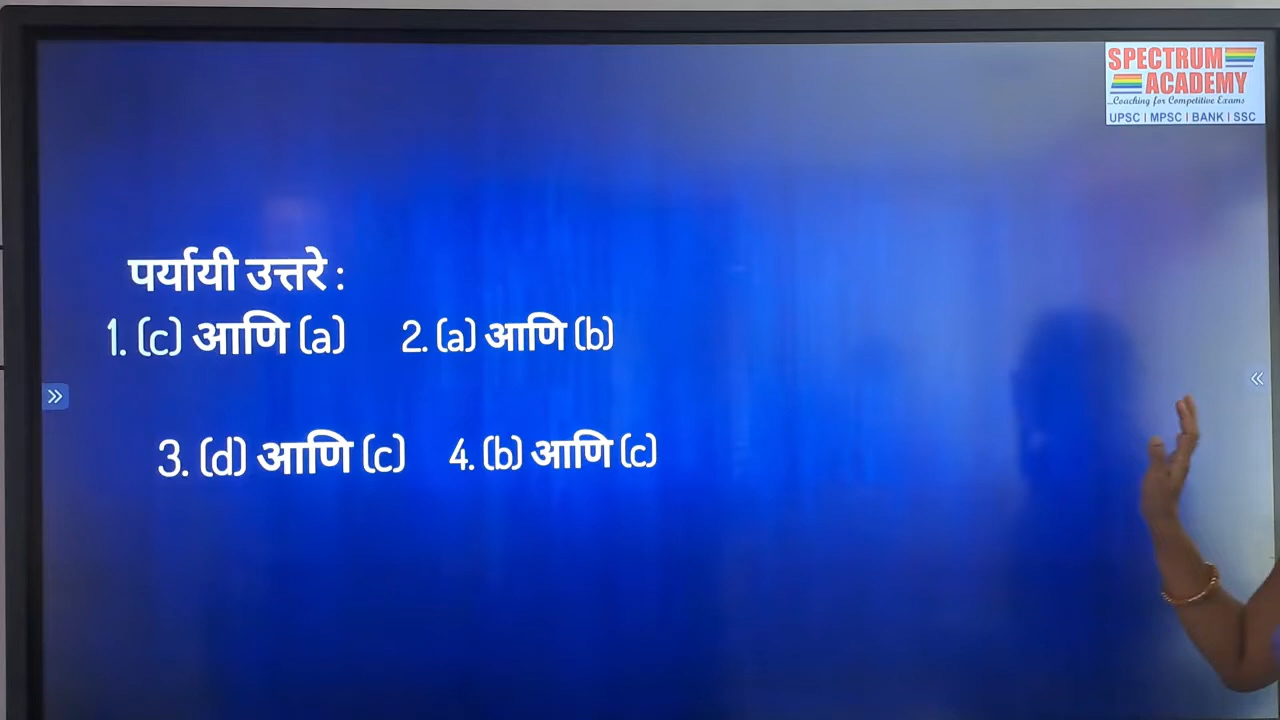 SPECTRUM
ACADEMY
...Coaching for Competitive Exams
UPSC | MPSC | BANK | SSC
पर्यायी उत्तरे :
1. (c) आणि (a) 2. (a) आणि (b)
3. (d) आणि (c) 4. (b) आणि (c)